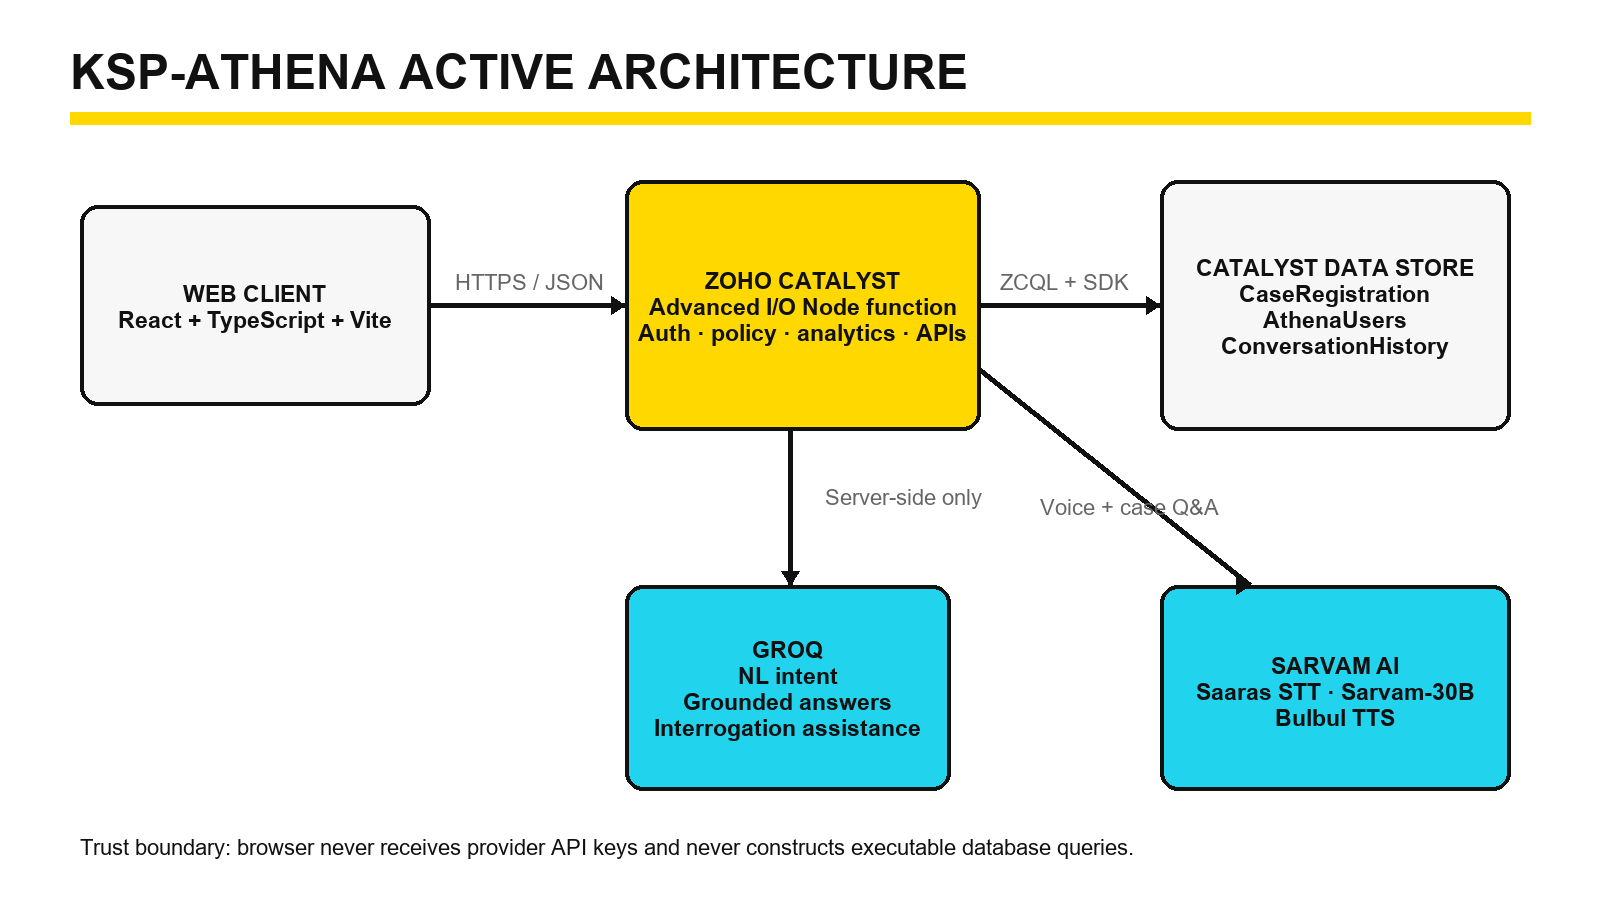 KSP-ATHENA ACTIVE ARCHITECTURE
WEB CLIENT
React + TypeScript + Vite
HTTPS / JSON
ZOHO CATALYST
Advanced I/O Node function
Auth · policy · analytics · APIs
ZCQL + SDK
CATALYST DATA STORE
CaseRegistration
AthenaUsers
ConversationHistory
Server-side only
Voice + case Q&A
GROQ
NL intent
Grounded answers
Interrogation assistance
SARVAM AI
Saaras STT · Sarvam-30B
Bulbul TTS
Trust boundary: browser never receives provider API keys and never constructs executable database queries.